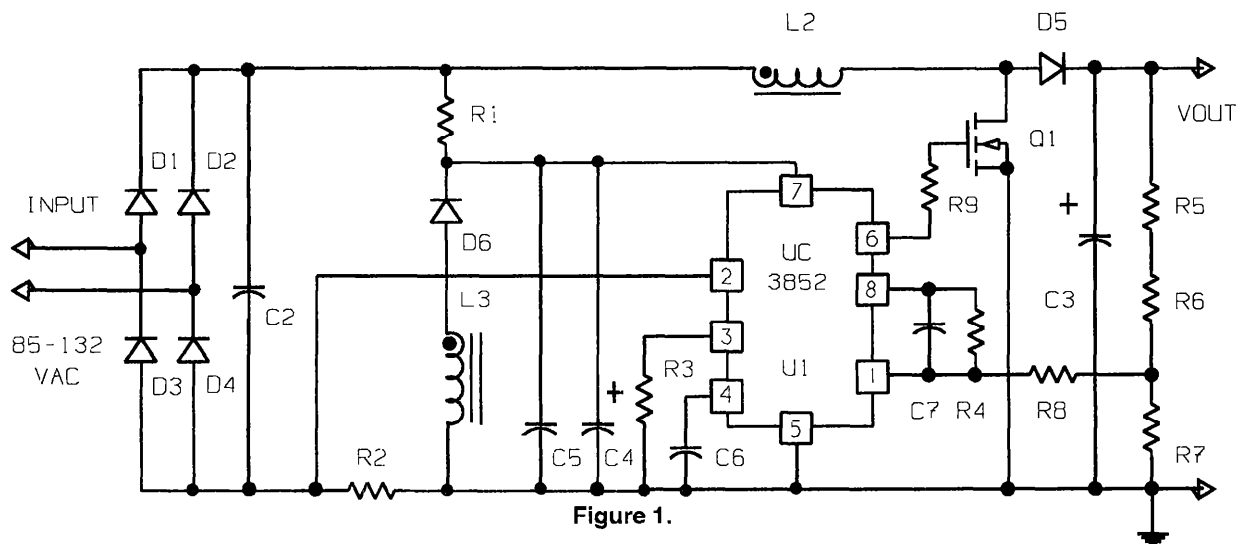 L2
D5
R1
VOUT
Q1
D1
D2
INPUT
7
R9
R5
+
D6
6
UC
3852
2
8
L3
C2
C3
R6
85-132
VAC
3
R3
U1
1
D3
D4
+
4
C7
R4
R8
5
R2
C5
C4
C6
R7
Figure 1.